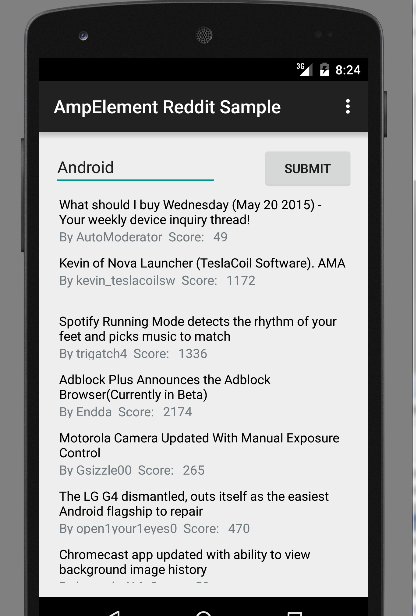 3G 8:24
AmpElement Reddit Sample
Android
SUBMIT
What should I buy Wednesday (May 20 2015) -
Your weekly device inquiry thread!
By AutoModerator Score: 49
Kevin of Nova Launcher (TeslaCoil Software). AMA
By kevin_teslacoilsw Score: 1172
Spotify Running Mode detects the rhythm of your
feet and picks music to match
By trigatch4 Score: 1336
Adblock Plus Announces the Adblock
Browser(Currently in Beta)
By Endda Score: 2174
Motorola Camera Updated With Manual Exposure
Control
By Gsizzle00 Score: 265
The LG G4 dismantled, outs itself as the easiest
Android flagship to repair
By open1your1eyes0 Score: 470
Chromecast app updated with ability to view
background image history